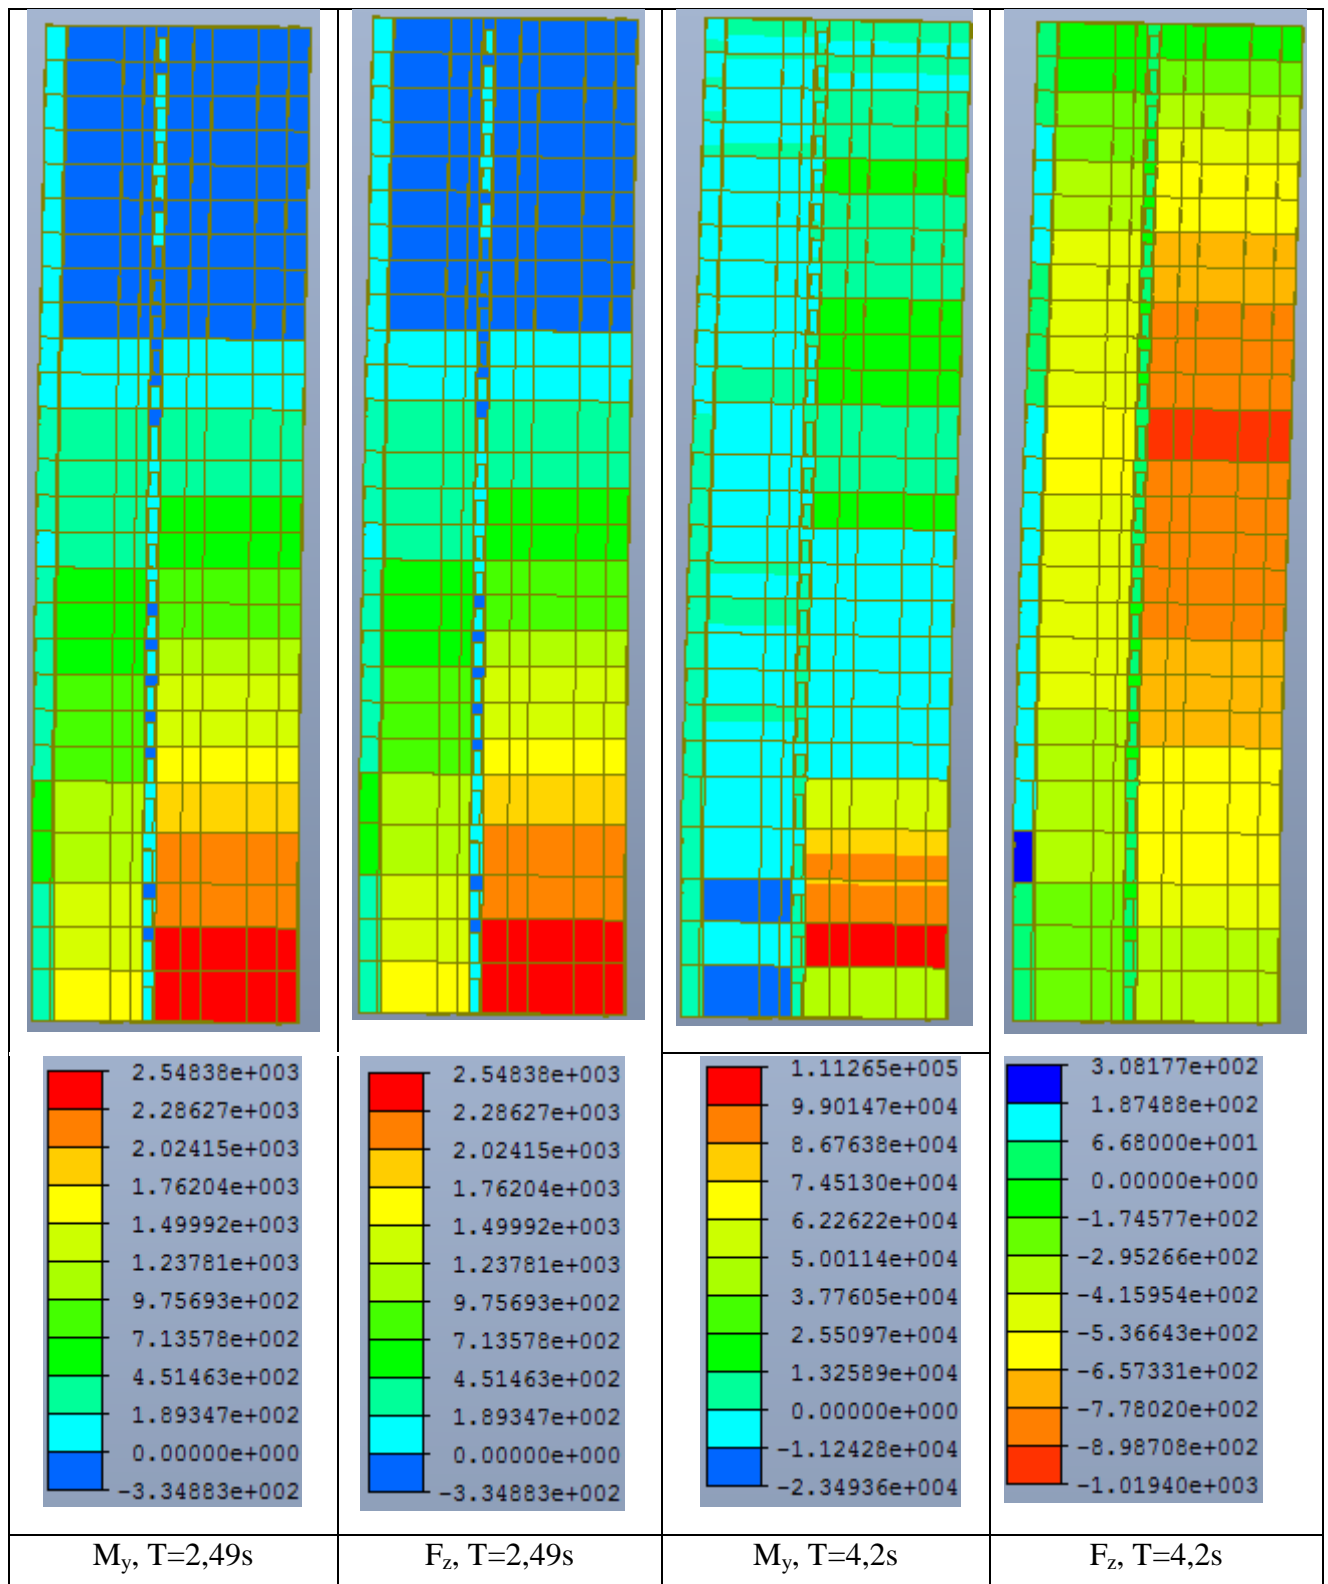 2.54838e+003
2.28627e+003
2.02415e+003
1.76204e+003
1.49992e+003
1.23781e+003
9.75693e+002
7.13578e+002
4.51463e+002
1.89347e+002
0.00000e+000
-3.34883e+002
2.54838e+003
2.28627e+003
2.02415e+003
1.76204e+003
1.49992e+003
1.23781e+003
9.75693e+002
7.13578e+002
4.51463e+002
1.89347e+002
0.00000e+000
-3.34883e+002
1.11265e+005
9.90147e+004
8.67638e+004
7.45130e+004
6.22622e+004
5.00114e+004
3.77605e+004
2.55097e+004
1.32589e+004
0.00000e+000
-1.12428e+004
-2.34936e+004
3.08177e+002
1.87488e+002
6.68000e+001
0.00000e+000
-1.74577e+002
-2.95266e+002
-4.15954e+002
-5.36643e+002
-6.57331e+002
-7.78020e+002
-8.98708e+002
-1.01940e+003
My, T=2,49s
Fz, T=2,49s
My, T=4,2s
Fz, T=4,2s